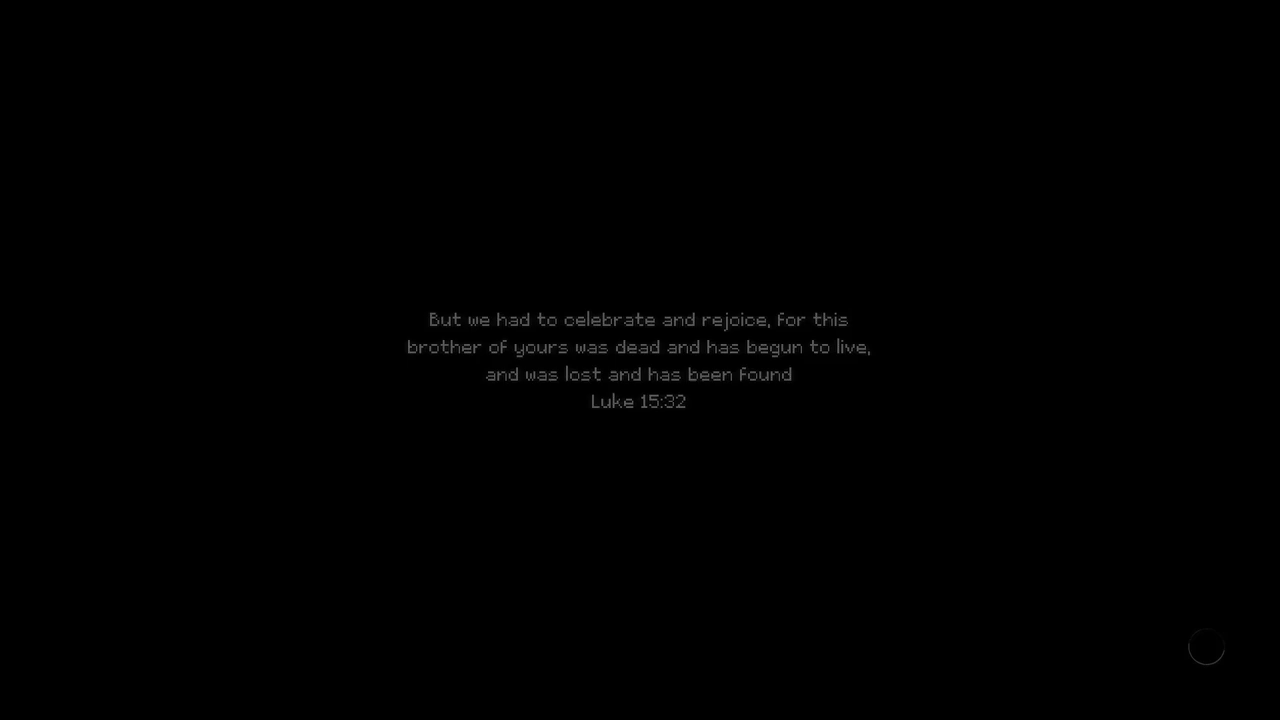 But we had to celebrate and rejoice, for this
brother of yours was dead and has begun to live,
and was lost and has been found
Luke 15:32